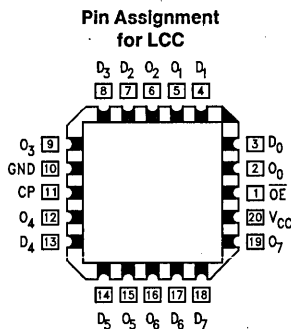 Pin Assignment
for LCC
D3 D2 O2 O1 D1
8 7 6 5 4
O3 9
GND 10
CP 11
O4 12
D4 13
3 D0
2 O0
1 O̅E̅
20 VCC
19 O7
14 15 16 17 18
D5 O5 O6 D6 D7